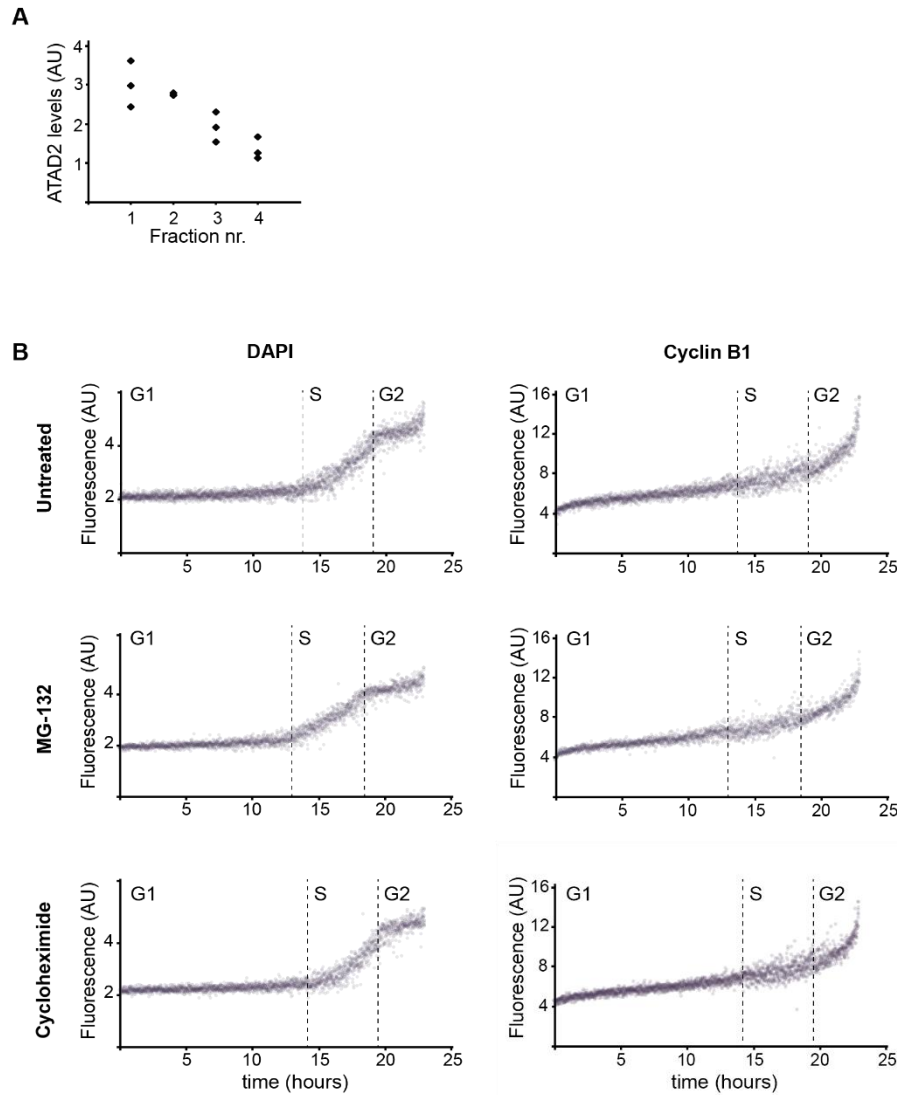 A
ATAD2 levels (AU)
4
3
2
1
1 2 3 4
Fraction nr.
B
DAPI
Cyclin B1
Untreated
Fluorescence (AU)
G1 S G2
4
2
5 10 15 20 25
Fluorescence (AU)
16
12
8
4
G1 S G2
5 10 15 20 25
MG-132
Fluorescence (AU)
G1 S G2
4
2
5 10 15 20 25
Fluorescence (AU)
16
12
8
4
G1 S G2
5 10 15 20 25
Cycloheximide
Fluorescence (AU)
G1 S G2
4
2
5 10 15 20 25
time (hours)
Fluorescence (AU)
16
12
8
4
G1 S G2
5 10 15 20 25
time (hours)